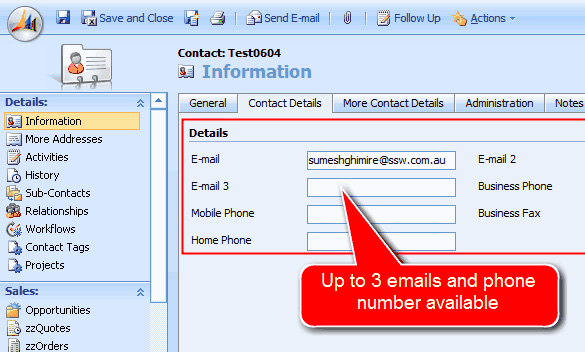 Save and Close
Send E-mail
Follow Up
Actions
Contact: Test0604
Information
Details:
Information
More Addresses
Activities
History
Sub-Contacts
Relationships
Workflows
Contact Tags
Projects
Sales:
Opportunities
zzQuotes
zzOrders
General
Contact Details
More Contact Details
Administration
Notes
Details
E-mail
sumeshghimire@ssw.com.au
E-mail 2
E-mail 3
Business Phone
Mobile Phone
Business Fax
Home Phone
Up to 3 emails and phone
number available